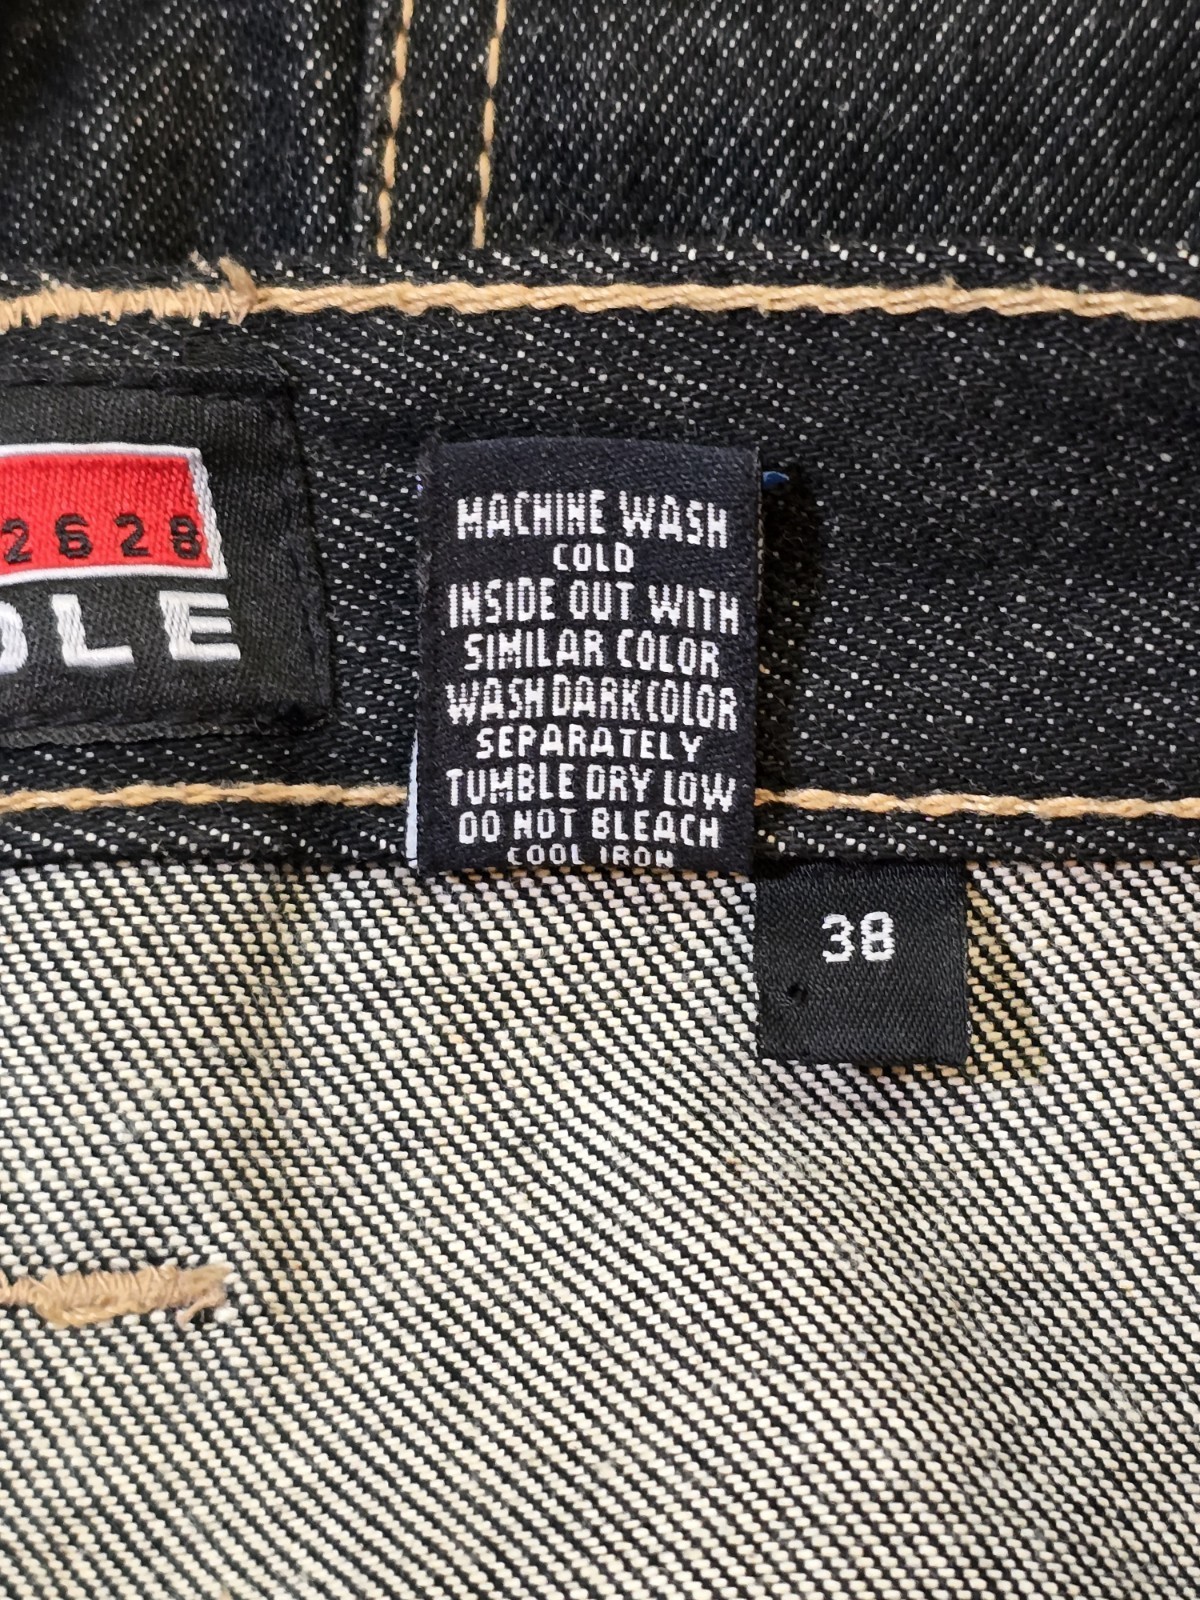 2628
OLE
MACHINE WASH
COLD
INSIDE OUT WITH
SIMILAR COLOR
WASH DARK COLOR
SEPARATELY
TUMBLE DRY LOW
DO NOT BLEACH
COOL IRON
38